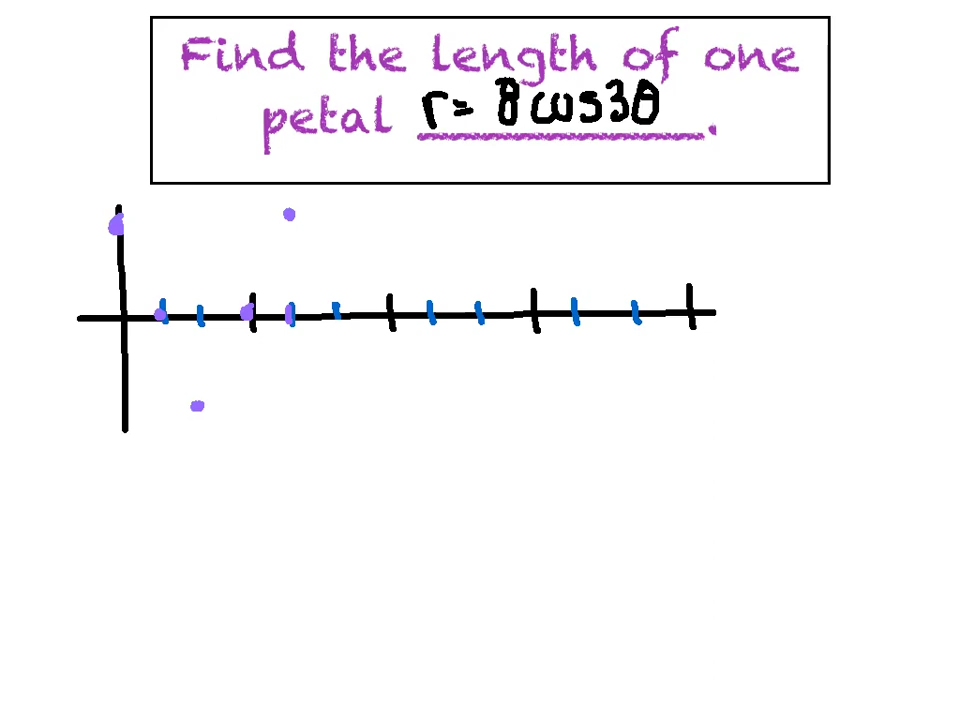 Find the length of one
petal r= 8cos3θ.